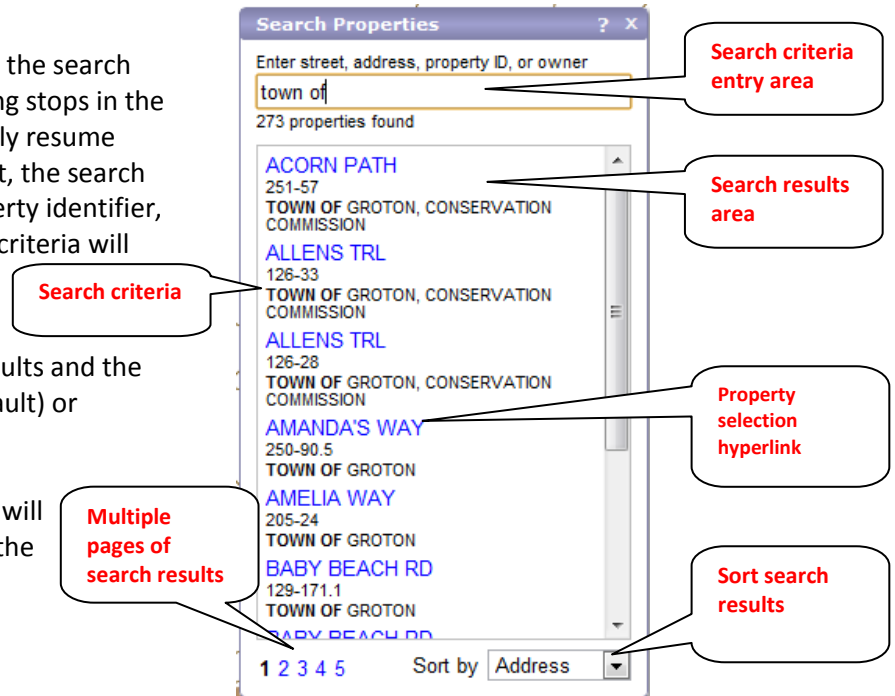 the search
ng stops in the
ly resume
t, the search
erty identifier,
criteria will
ults and the
ault) or
will
the
Search Properties ? X
Enter street, address, property ID, or owner
town of
273 properties found
ACORN PATH
251-57
TOWN OF GROTON, CONSERVATION
COMMISSION
ALLENS TRL
126-33
TOWN OF GROTON, CONSERVATION
COMMISSION
ALLENS TRL
126-28
TOWN OF GROTON, CONSERVATION
COMMISSION
AMANDA'S WAY
250-90.5
TOWN OF GROTON
AMELIA WAY
205-24
TOWN OF GROTON
BABY BEACH RD
129-171.1
TOWN OF GROTON
BABY BEACH RD
1 2 3 4 5 Sort by Address
Search criteria
entry area
Search results
area
Search criteria
Property
selection
hyperlink
Multiple
pages of
search results
Sort search
results